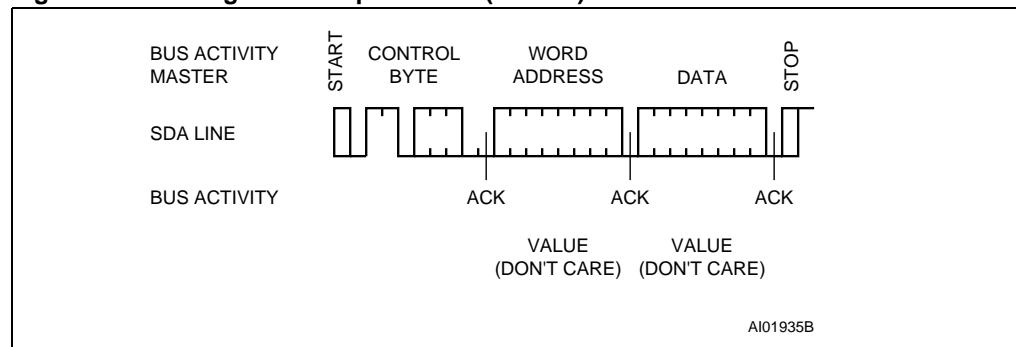 BUS ACTIVITY
MASTER
START
CONTROL
BYTE
WORD
ADDRESS
DATA
STOP
SDA LINE
BUS ACTIVITY
ACK
ACK
ACK
VALUE
(DON'T CARE)
VALUE
(DON'T CARE)
AI01935B